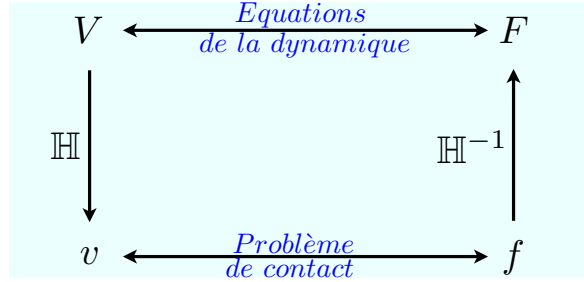 V Equations F
de la dynamique
ℍ ℍ⁻¹
v Problème f
de contact